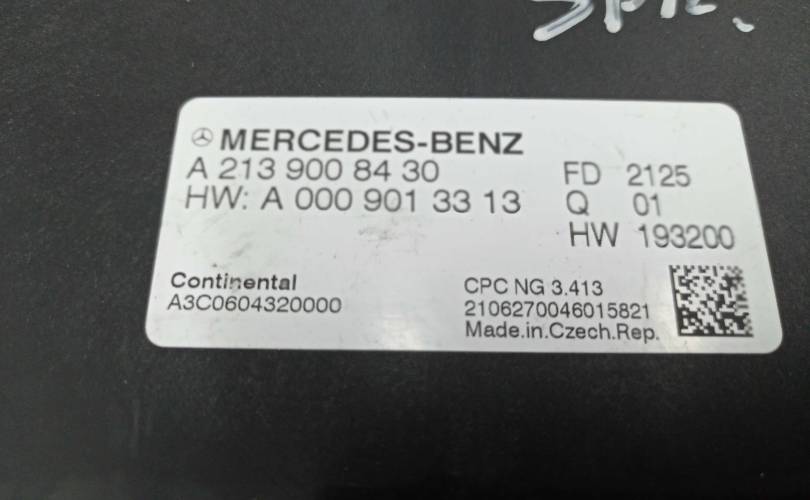 MERCEDES-BENZ
A 213 900 84 30
HW: A 000 901 33 13
FD 2125
Q 01
HW 193200
Continental
A3C0604320000
CPC NG 3.413
2106270046015821
Made.in.Czech.Rep.